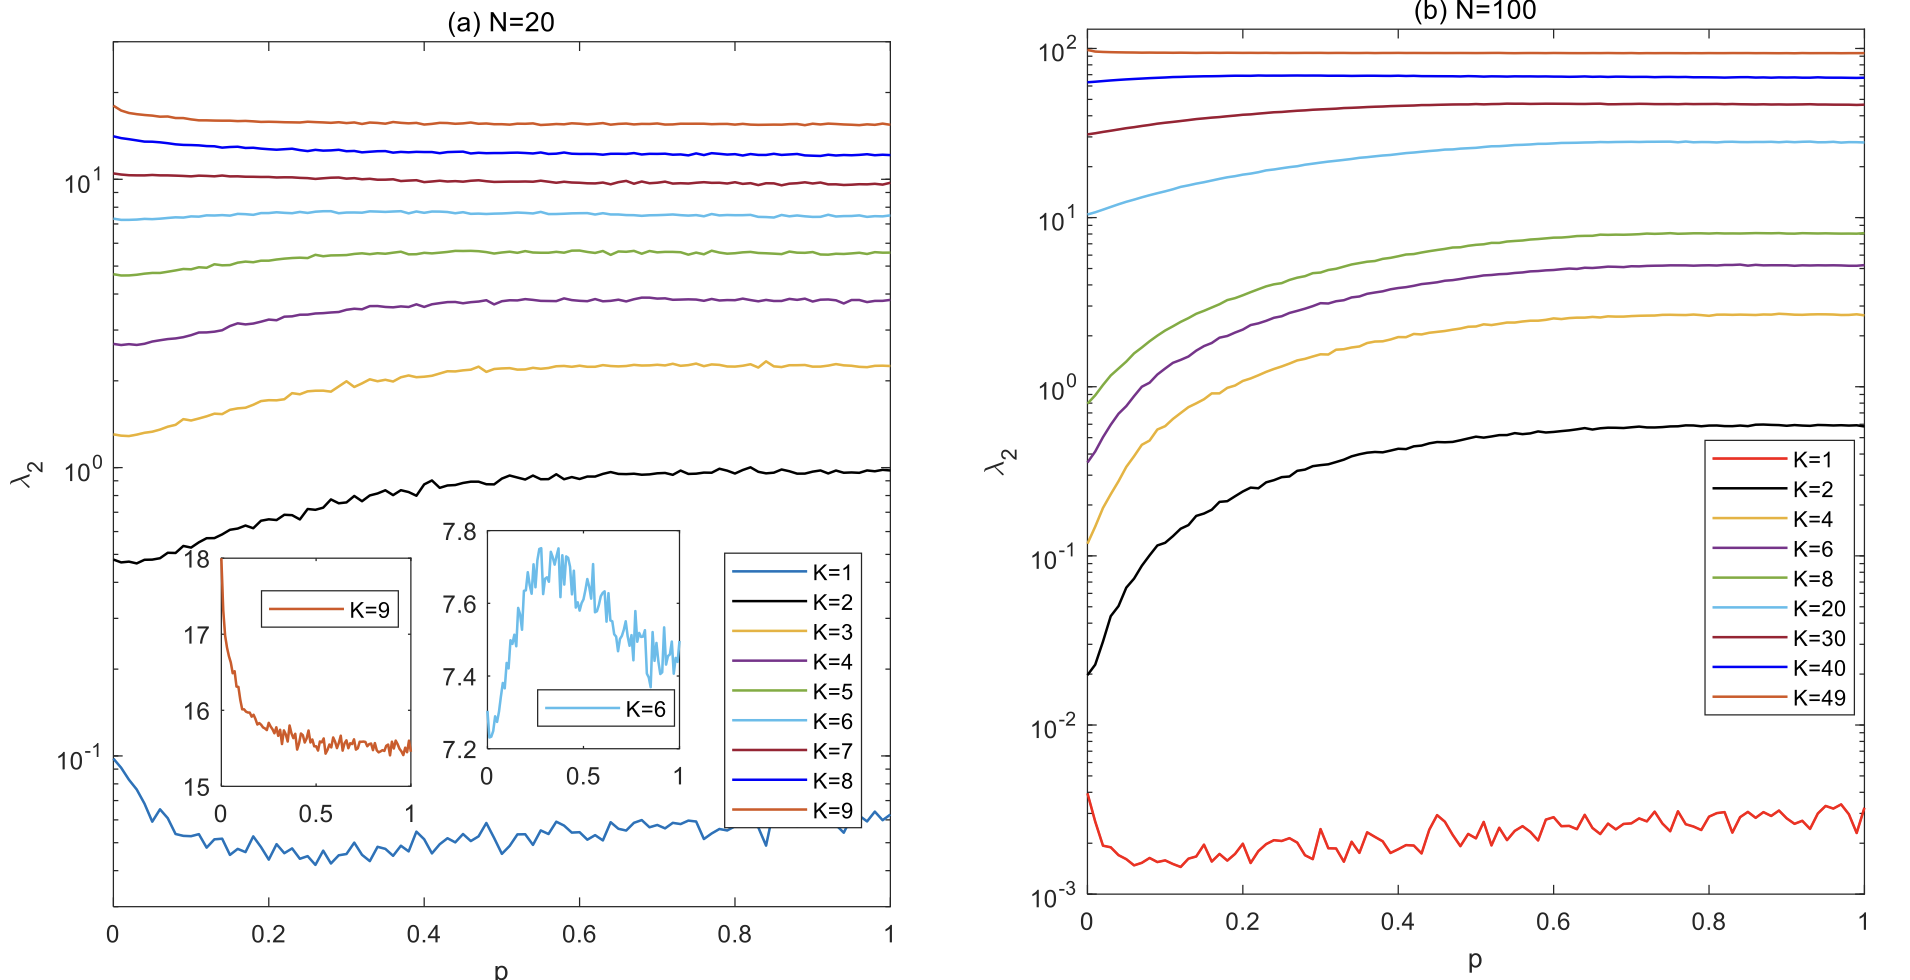 (a) N=20
10^1
10^0
10^-1
λ2
0 0.2 0.4 0.6 0.8 1
p
18
17
16
15
0 0.5 1
K=9
7.8
7.6
7.4
7.2
0 0.5 1
K=6
K=1
K=2
K=3
K=4
K=5
K=6
K=7
K=8
K=9
(b) N=100
10^2
10^1
10^0
10^-1
10^-2
10^-3
λ2
0 0.2 0.4 0.6 0.8 1
p
K=1
K=2
K=4
K=6
K=8
K=20
K=30
K=40
K=49